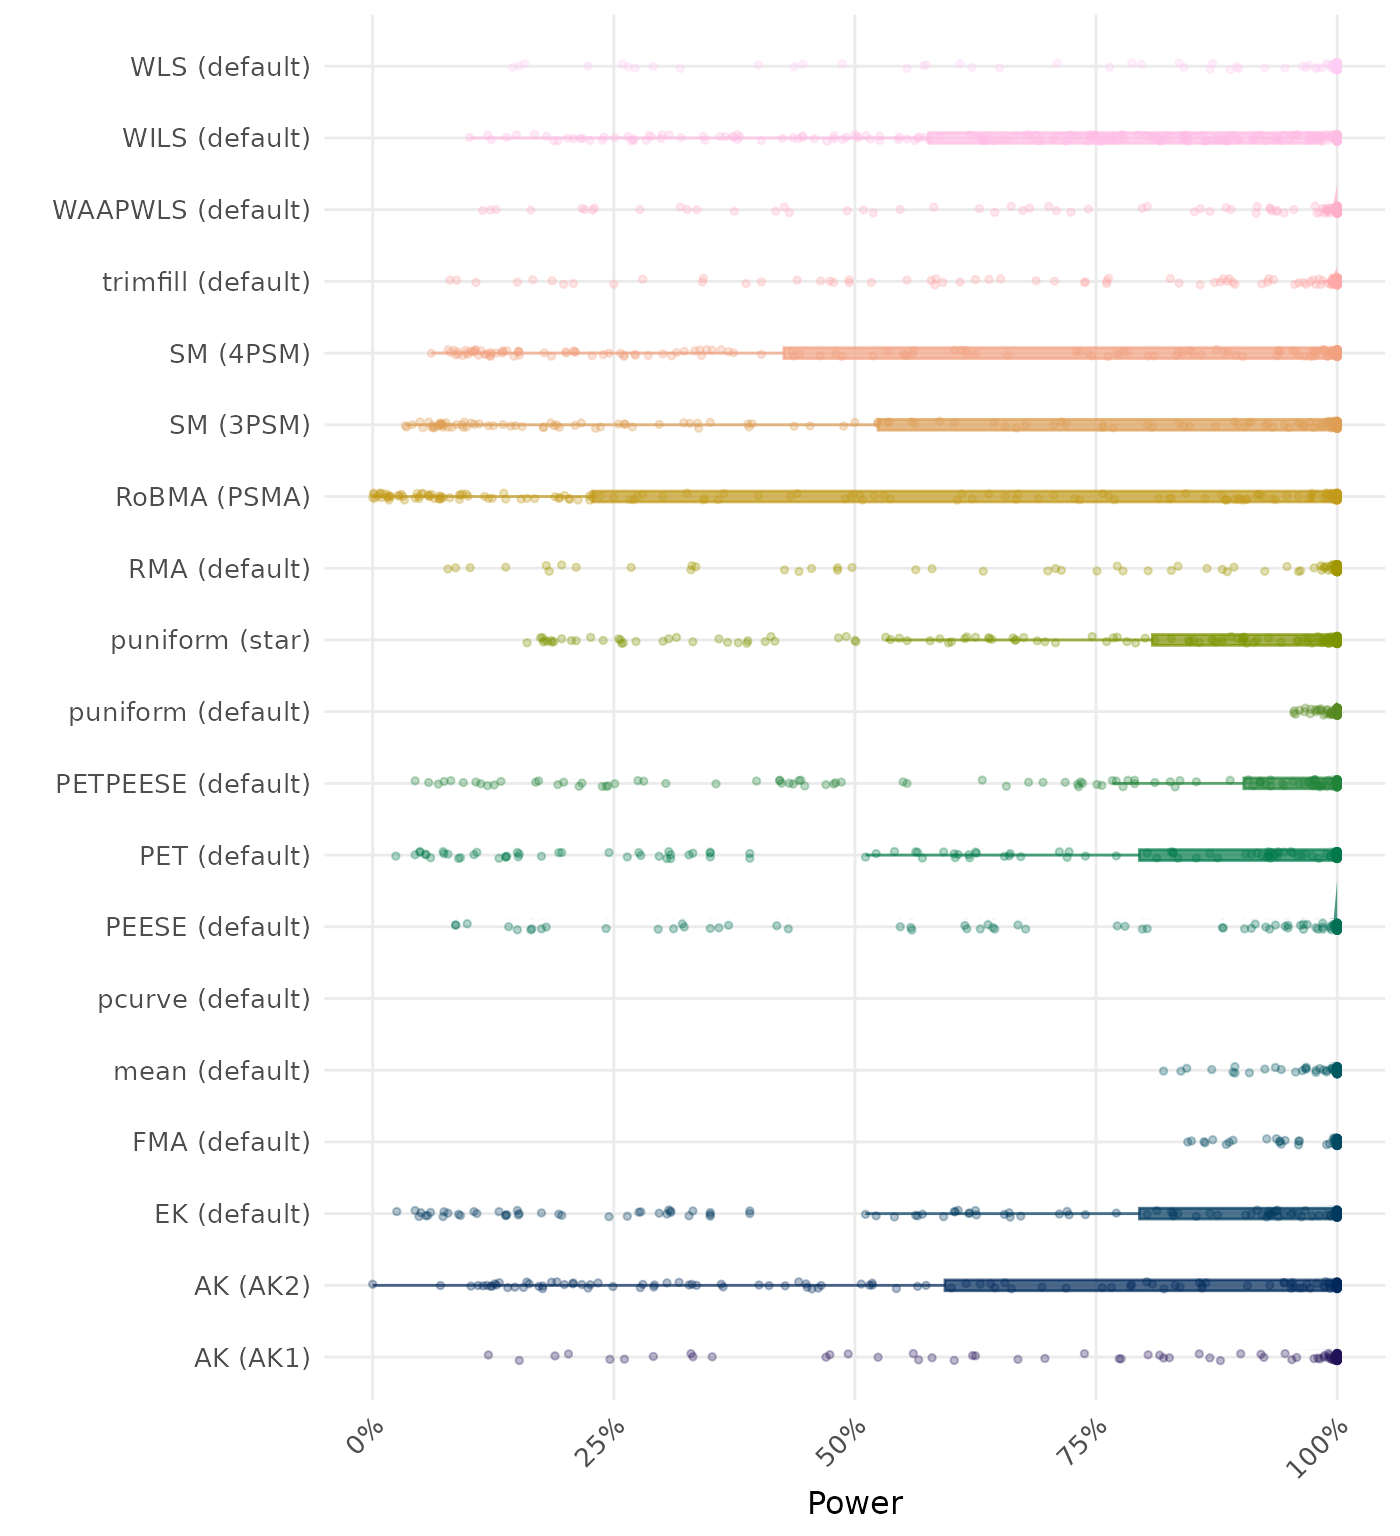 WLS (default)
WILS (default)
WAAPWLS (default)
trimfill (default)
SM (4PSM)
SM (3PSM)
RoBMA (PSMA)
RMA (default)
puniform (star)
puniform (default)
PETPEESE (default)
PET (default)
PEESE (default)
pcurve (default)
mean (default)
FMA (default)
EK (default)
AK (AK2)
AK (AK1)
0%
25%
50%
75%
100%
Power